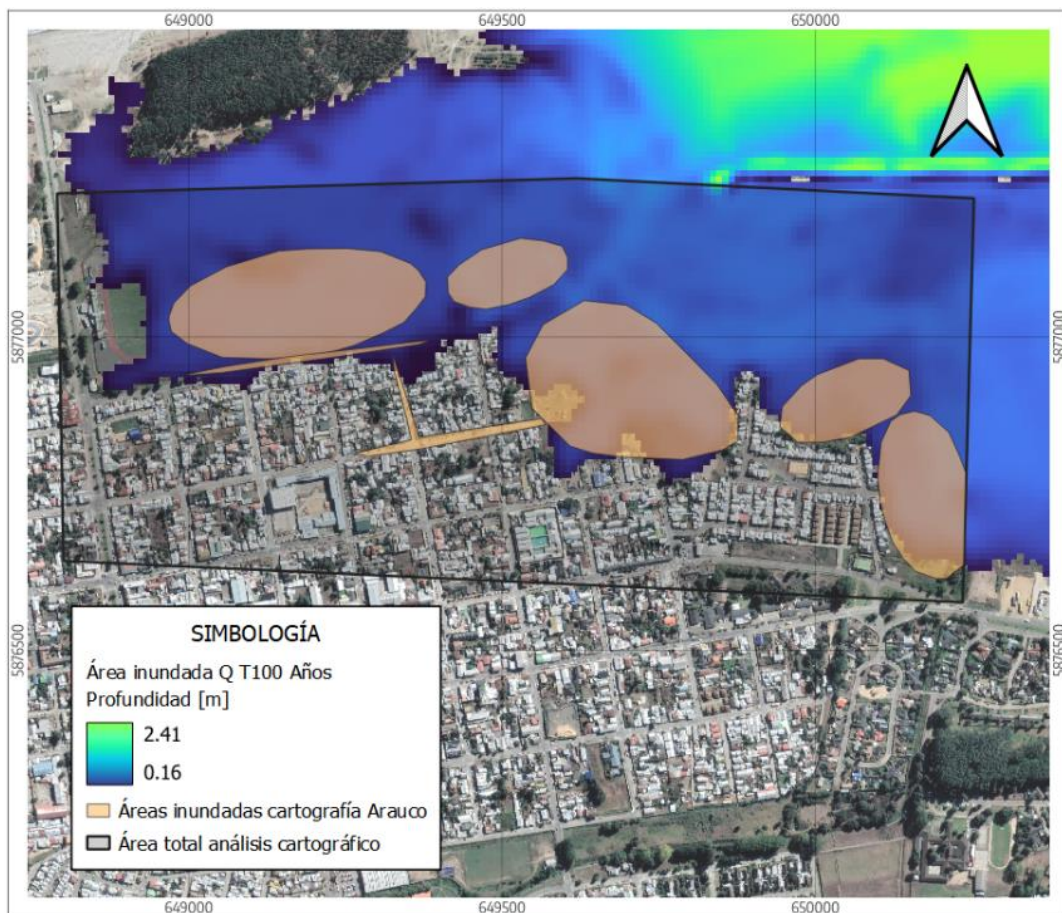 649000 649500 650000
5877000 5877000
5876500 5876500
SIMBOLOGÍA
Área inundada Q T100 Años
Profundidad [m]
2.41
0.16
Áreas inundadas cartografía Arauco
Área total análisis cartográfico
649000 649500 650000